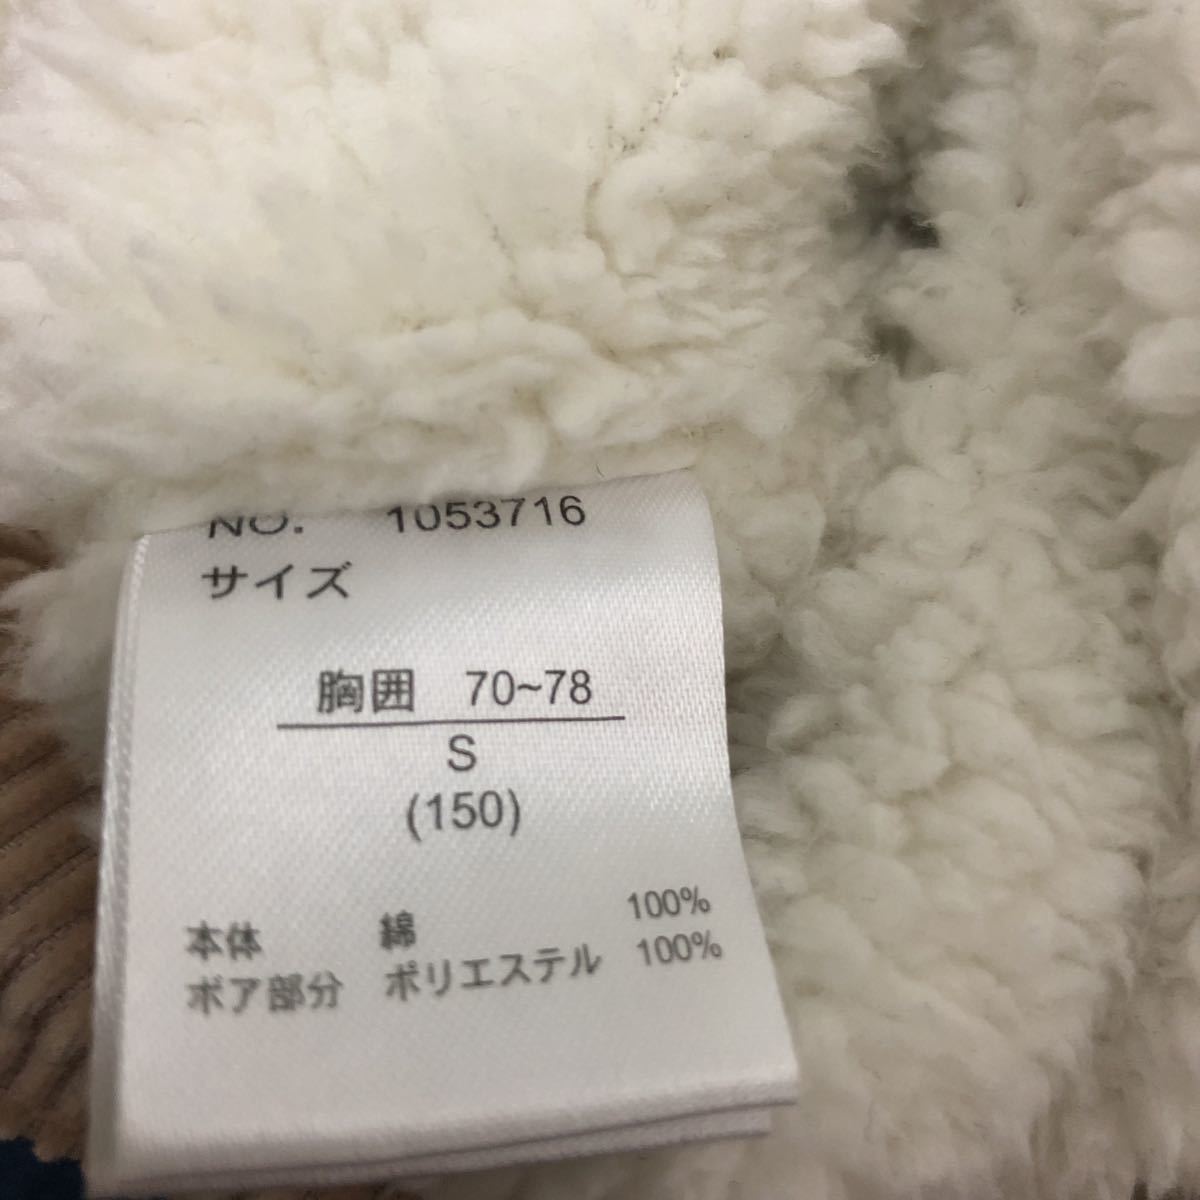 NO. 1053716
サイズ
胸囲 70~78
S
(150)
本体 綿 100%
ボア部分 ポリエステル 100%